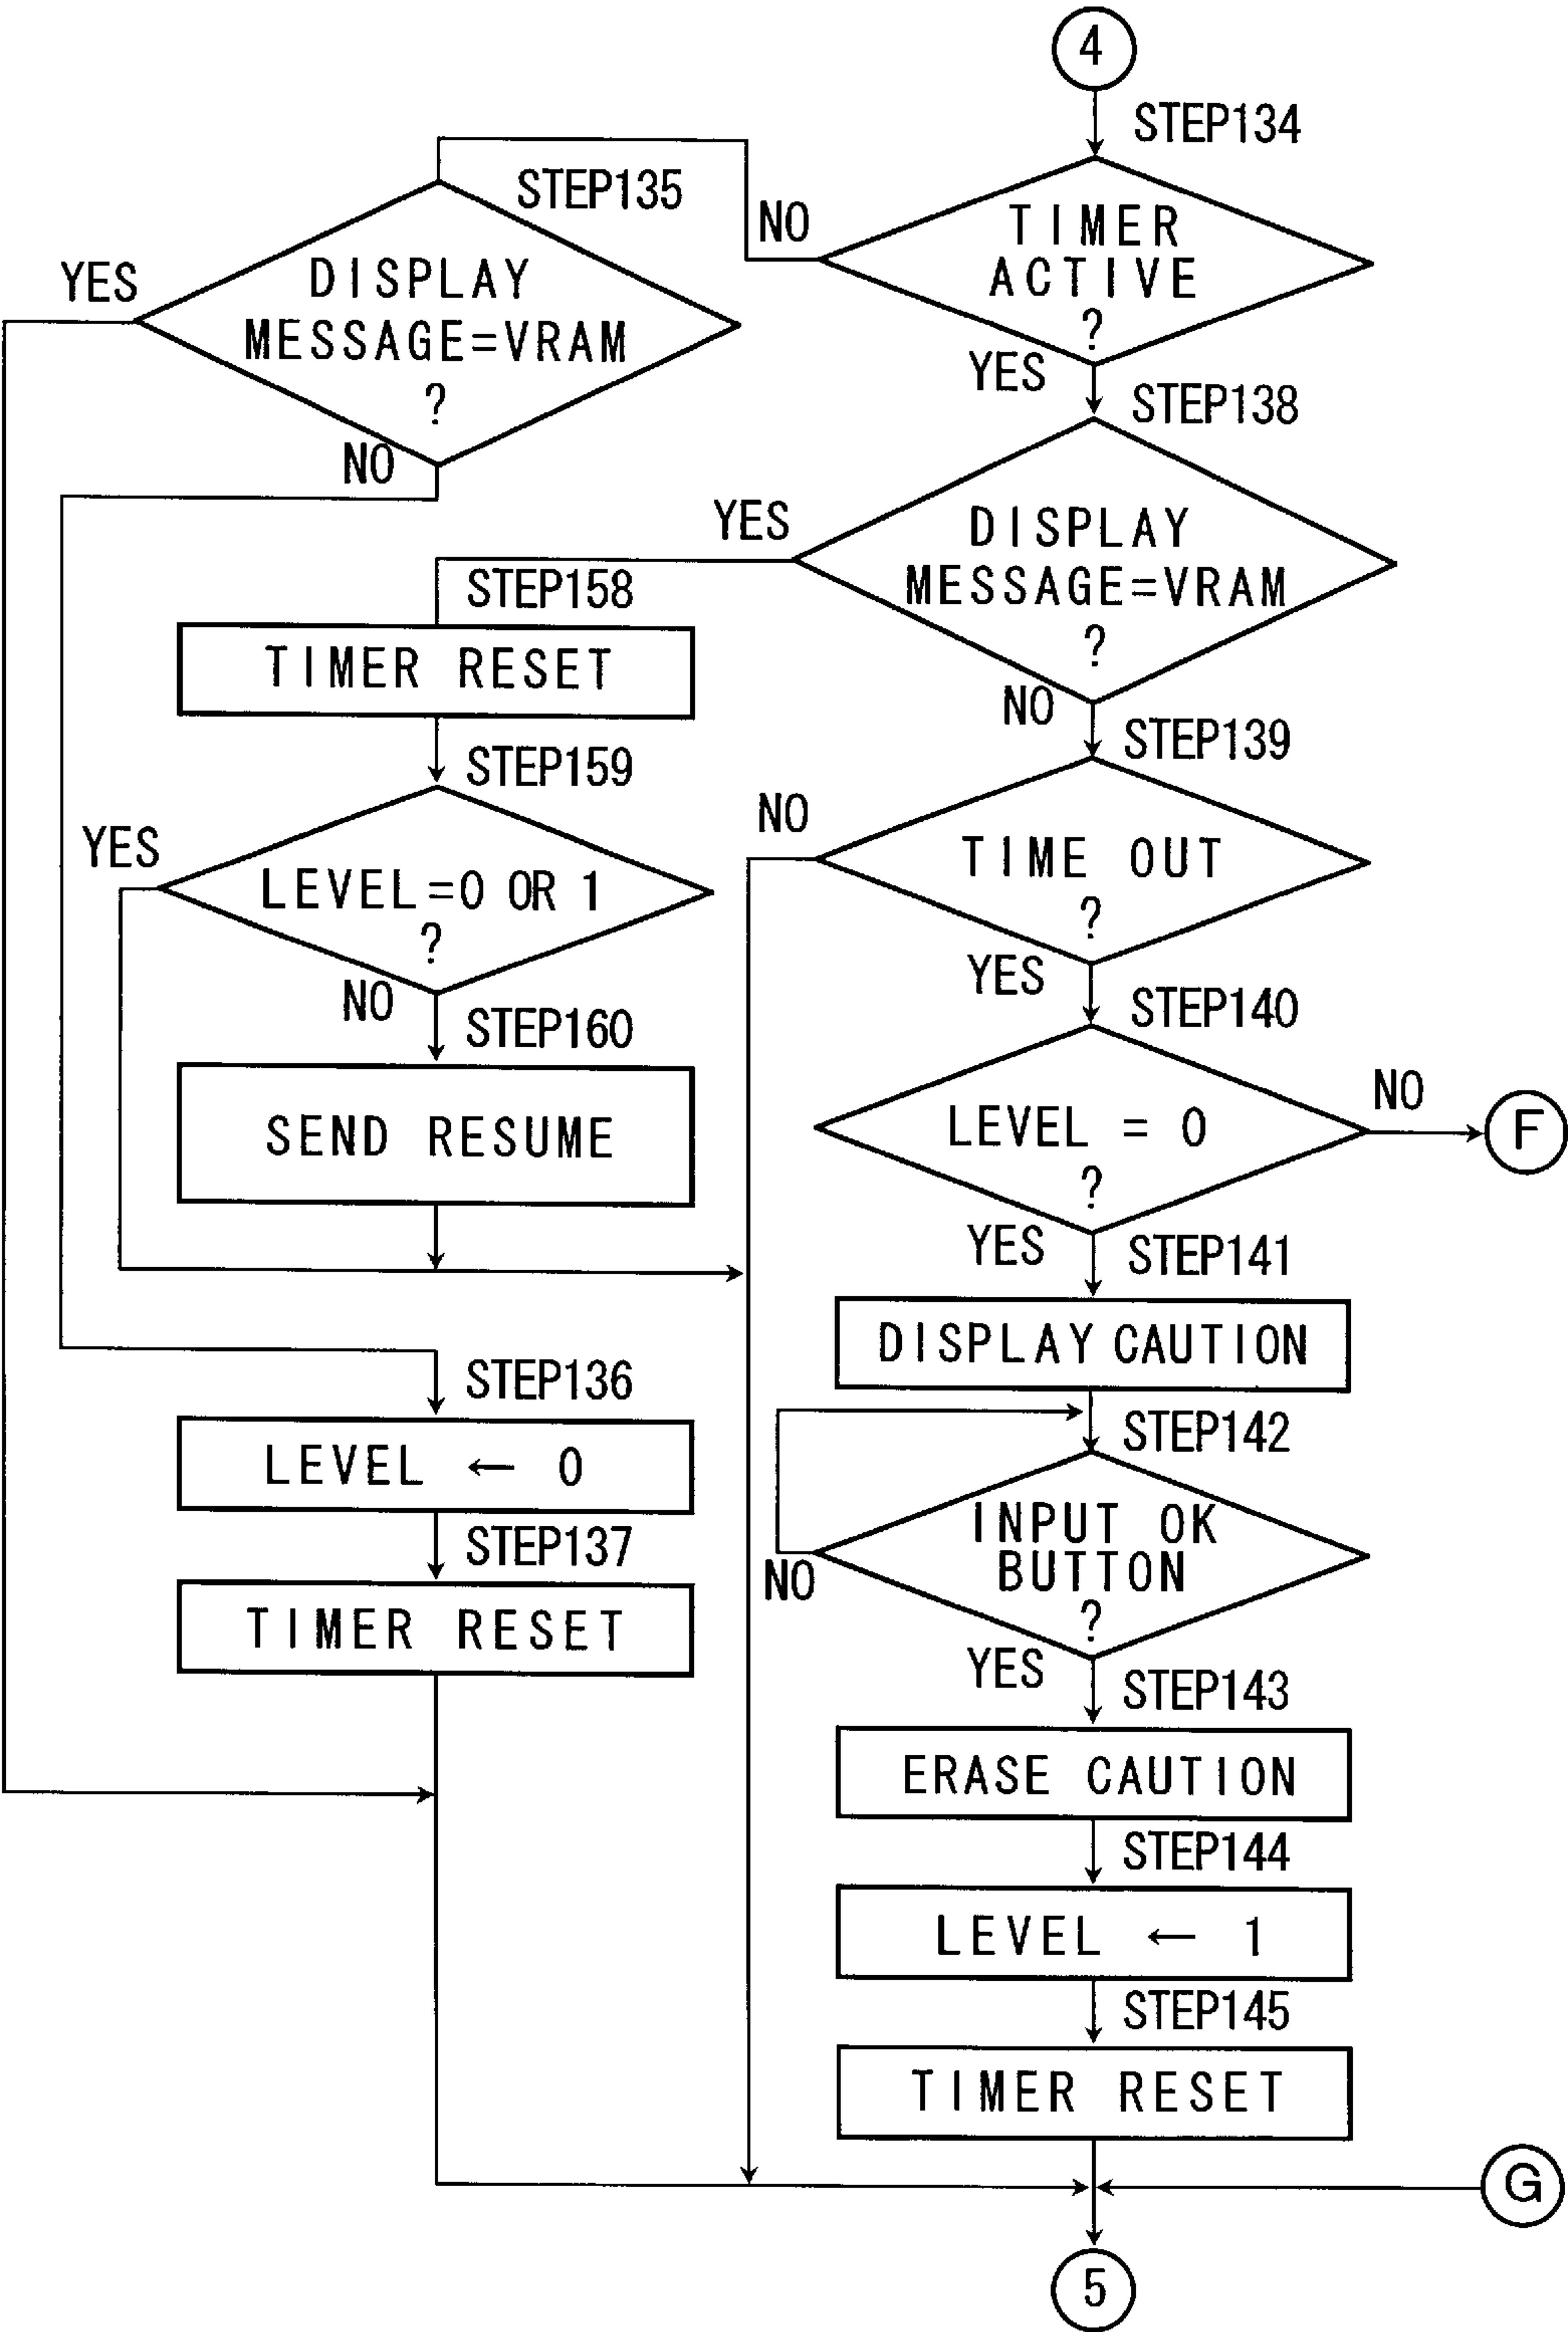 4
STEP134
STEP135
NO
TIMER
ACTIVE
?
YES
DISPLAY
MESSAGE=VRAM
?
YES
STEP138
NO
YES
DISPLAY
MESSAGE=VRAM
?
STEP158
TIMER RESET
NO
STEP139
STEP159
NO
YES
TIME OUT
?
LEVEL=0 OR 1
?
YES
NO
STEP140
STEP160
NO
F
LEVEL = 0
?
SEND RESUME
YES
STEP141
DISPLAY CAUTION
STEP136
STEP142
LEVEL ← 0
INPUT OK
BUTTON
?
NO
STEP137
TIMER RESET
YES
STEP143
ERASE CAUTION
STEP144
LEVEL ← 1
STEP145
TIMER RESET
G
5